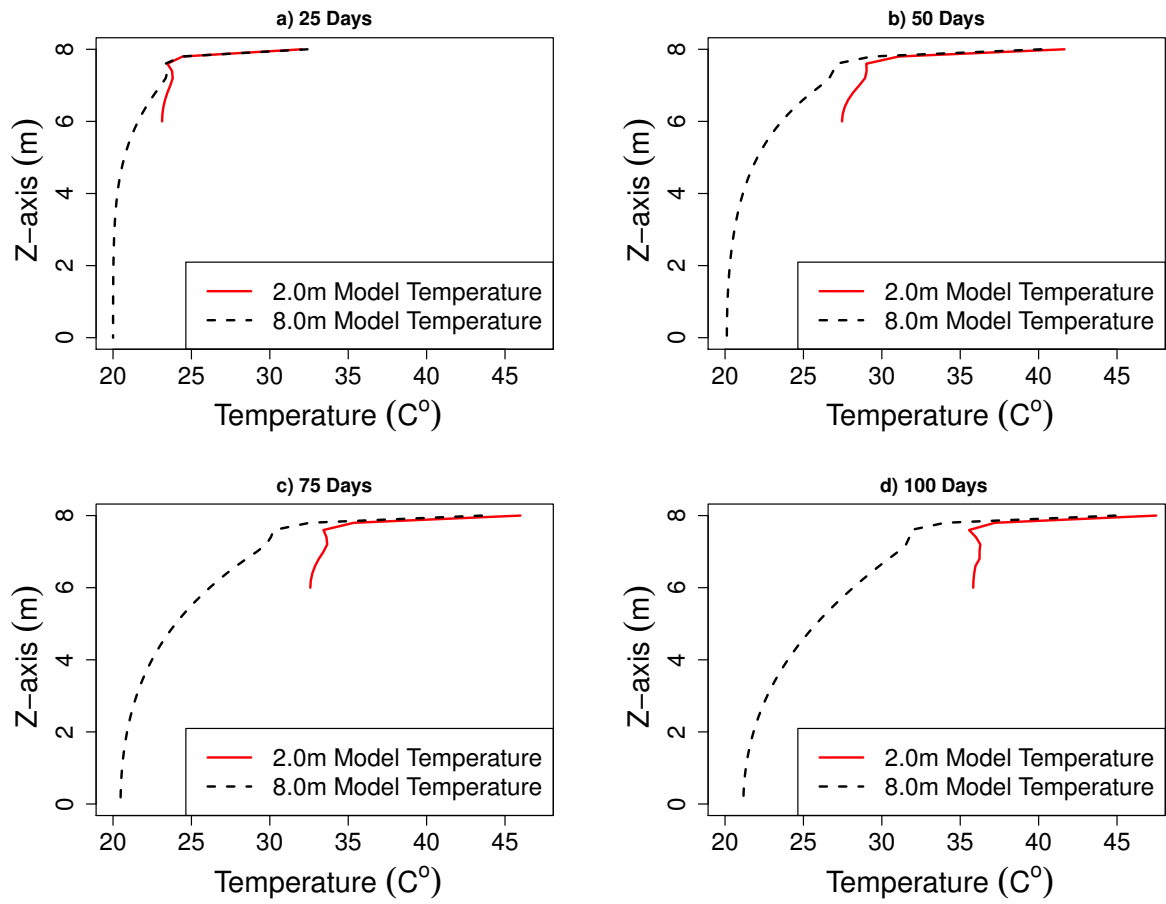 a) 25 Days
Z−axis (m)
8
6
4
2
0
2.0m Model Temperature
8.0m Model Temperature
20 25 30 35 40 45
Temperature (C°)
b) 50 Days
Z−axis (m)
8
6
4
2
0
2.0m Model Temperature
8.0m Model Temperature
20 25 30 35 40 45
Temperature (C°)
c) 75 Days
Z−axis (m)
8
6
4
2
0
2.0m Model Temperature
8.0m Model Temperature
20 25 30 35 40 45
Temperature (C°)
d) 100 Days
Z−axis (m)
8
6
4
2
0
2.0m Model Temperature
8.0m Model Temperature
20 25 30 35 40 45
Temperature (C°)